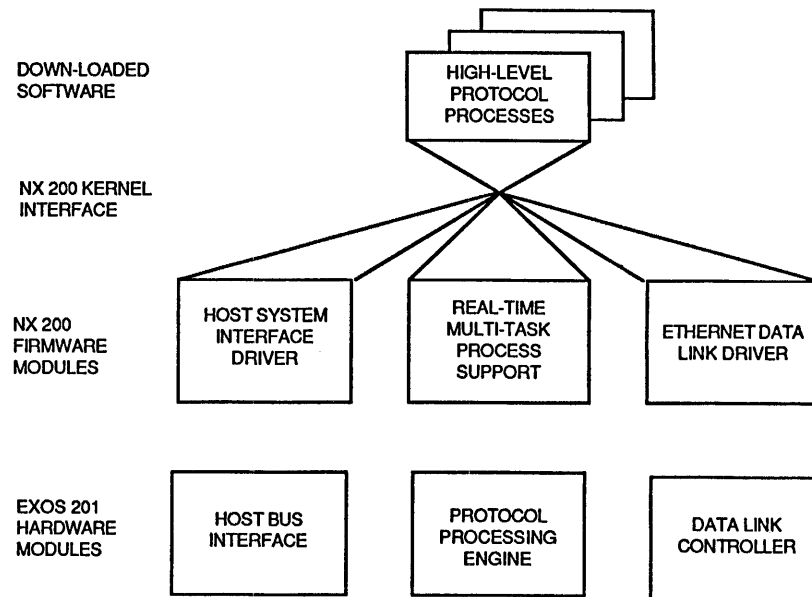 DOWN-LOADED
SOFTWARE
HIGH-LEVEL
PROTOCOL
PROCESSES
NX 200 KERNEL
INTERFACE
NX 200
FIRMWARE
MODULES
HOST SYSTEM
INTERFACE
DRIVER
REAL-TIME
MULTI-TASK
PROCESS
SUPPORT
ETHERNET DATA
LINK DRIVER
EXOS 201
HARDWARE
MODULES
HOST BUS
INTERFACE
PROTOCOL
PROCESSING
ENGINE
DATA LINK
CONTROLLER